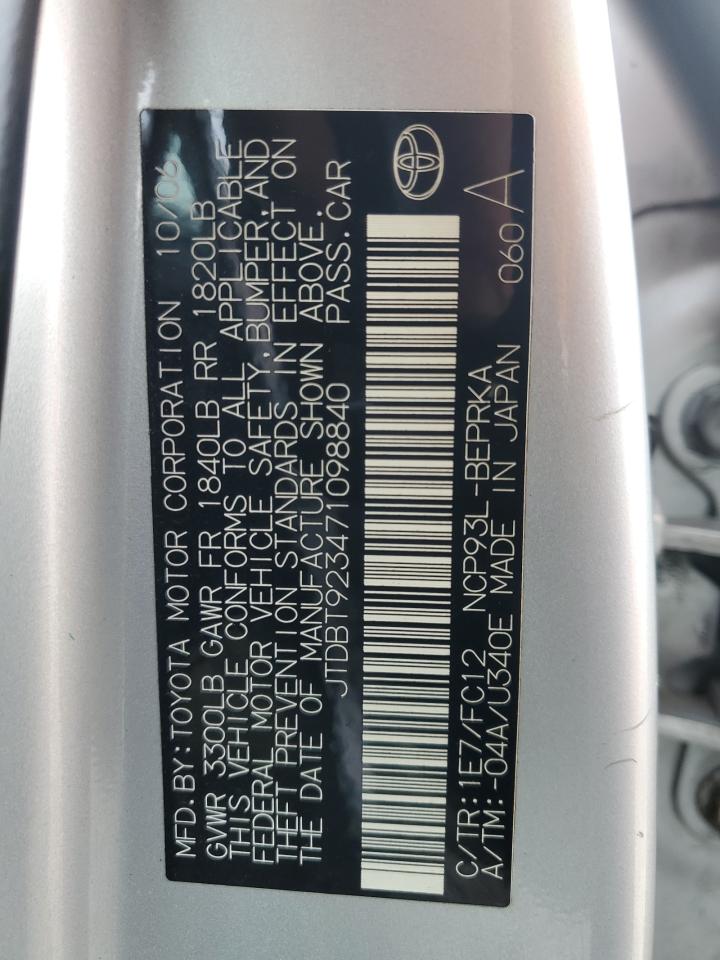 MFD.BY:TOYOTA MOTOR CORPORATION 10/06
GVWR 3300LB GAWR FR 1840LB RR 1820LB
THIS VEHICLE CONFORMS TO ALL APPLICABLE
FEDERAL MOTOR VEHICLE SAFETY,BUMPER,AND
THEFT PREVENTION STANDARDS IN EFFECT ON
THE DATE OF MANUFACTURE SHOWN ABOVE.
JTDBT923471098840 PASS.CAR
C/TR:1E7/FC12 NCP93L-BEPRKA 060 A
A/TM:-04A/U340E MADE IN JAPAN